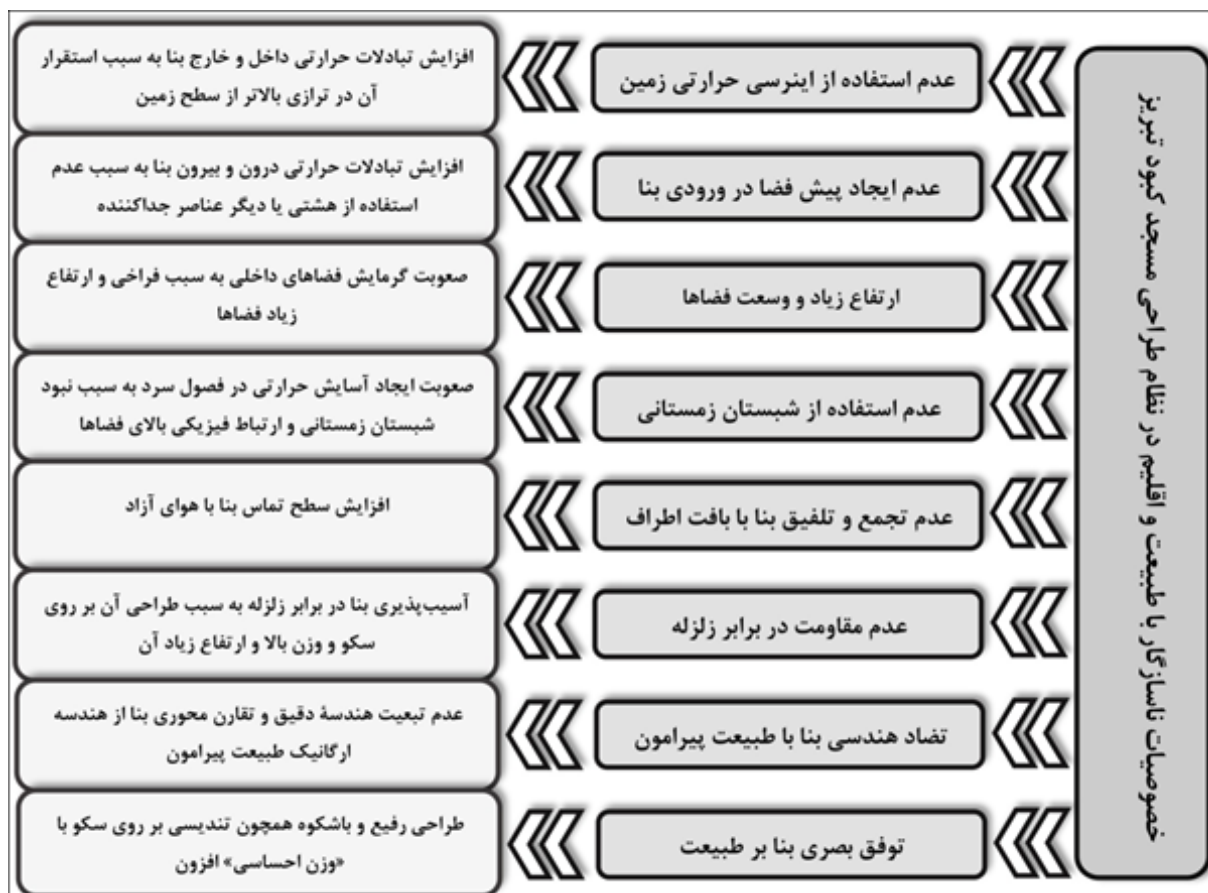 خصوصیات ناسازگار با طبیعت و اقلیم در نظام طراحی مسجد کبود تبریز
عدم استفاده از اینرسی حرارتی زمین
افزایش تبادلات حرارتی داخل و خارج بنا به سبب استقرار
آن در ترازی بالاتر از سطح زمین
عدم ایجاد پیش فضا در ورودی بنا
افزایش تبادلات حرارتی درون و بیرون بنا به سبب عدم
استفاده از هشتی یا دیگر عناصر جداکننده
ارتفاع زیاد و وسعت فضاها
صعوبت گرمایش فضاهای داخلی به سبب فراخی و ارتفاع
زیاد فضاها
عدم استفاده از شبستان زمستانی
صعوبت ایجاد آسایش حرارتی در فصول سرد به سبب نبود
شبستان زمستانی و ارتباط فیزیکی بالای فضاها
عدم تجمع و تلفیق بنا با بافت اطراف
افزایش سطح تماس بنا با هوای آزاد
عدم مقاومت در برابر زلزله
آسیب‌پذیری بنا در برابر زلزله به سبب طراحی آن بر روی
سکو و وزن بالا و ارتفاع زیاد آن
تضاد هندسی بنا با طبیعت پیرامون
عدم تبعیت هندسهٔ دقیق و تقارن محوری بنا از هندسه
ارگانیک طبیعت پیرامون
توفق بصری بنا بر طبیعت
طراحی رفیع و باشکوه همچون تندیسی بر روی سکو با
«وزن احساسی» افزون